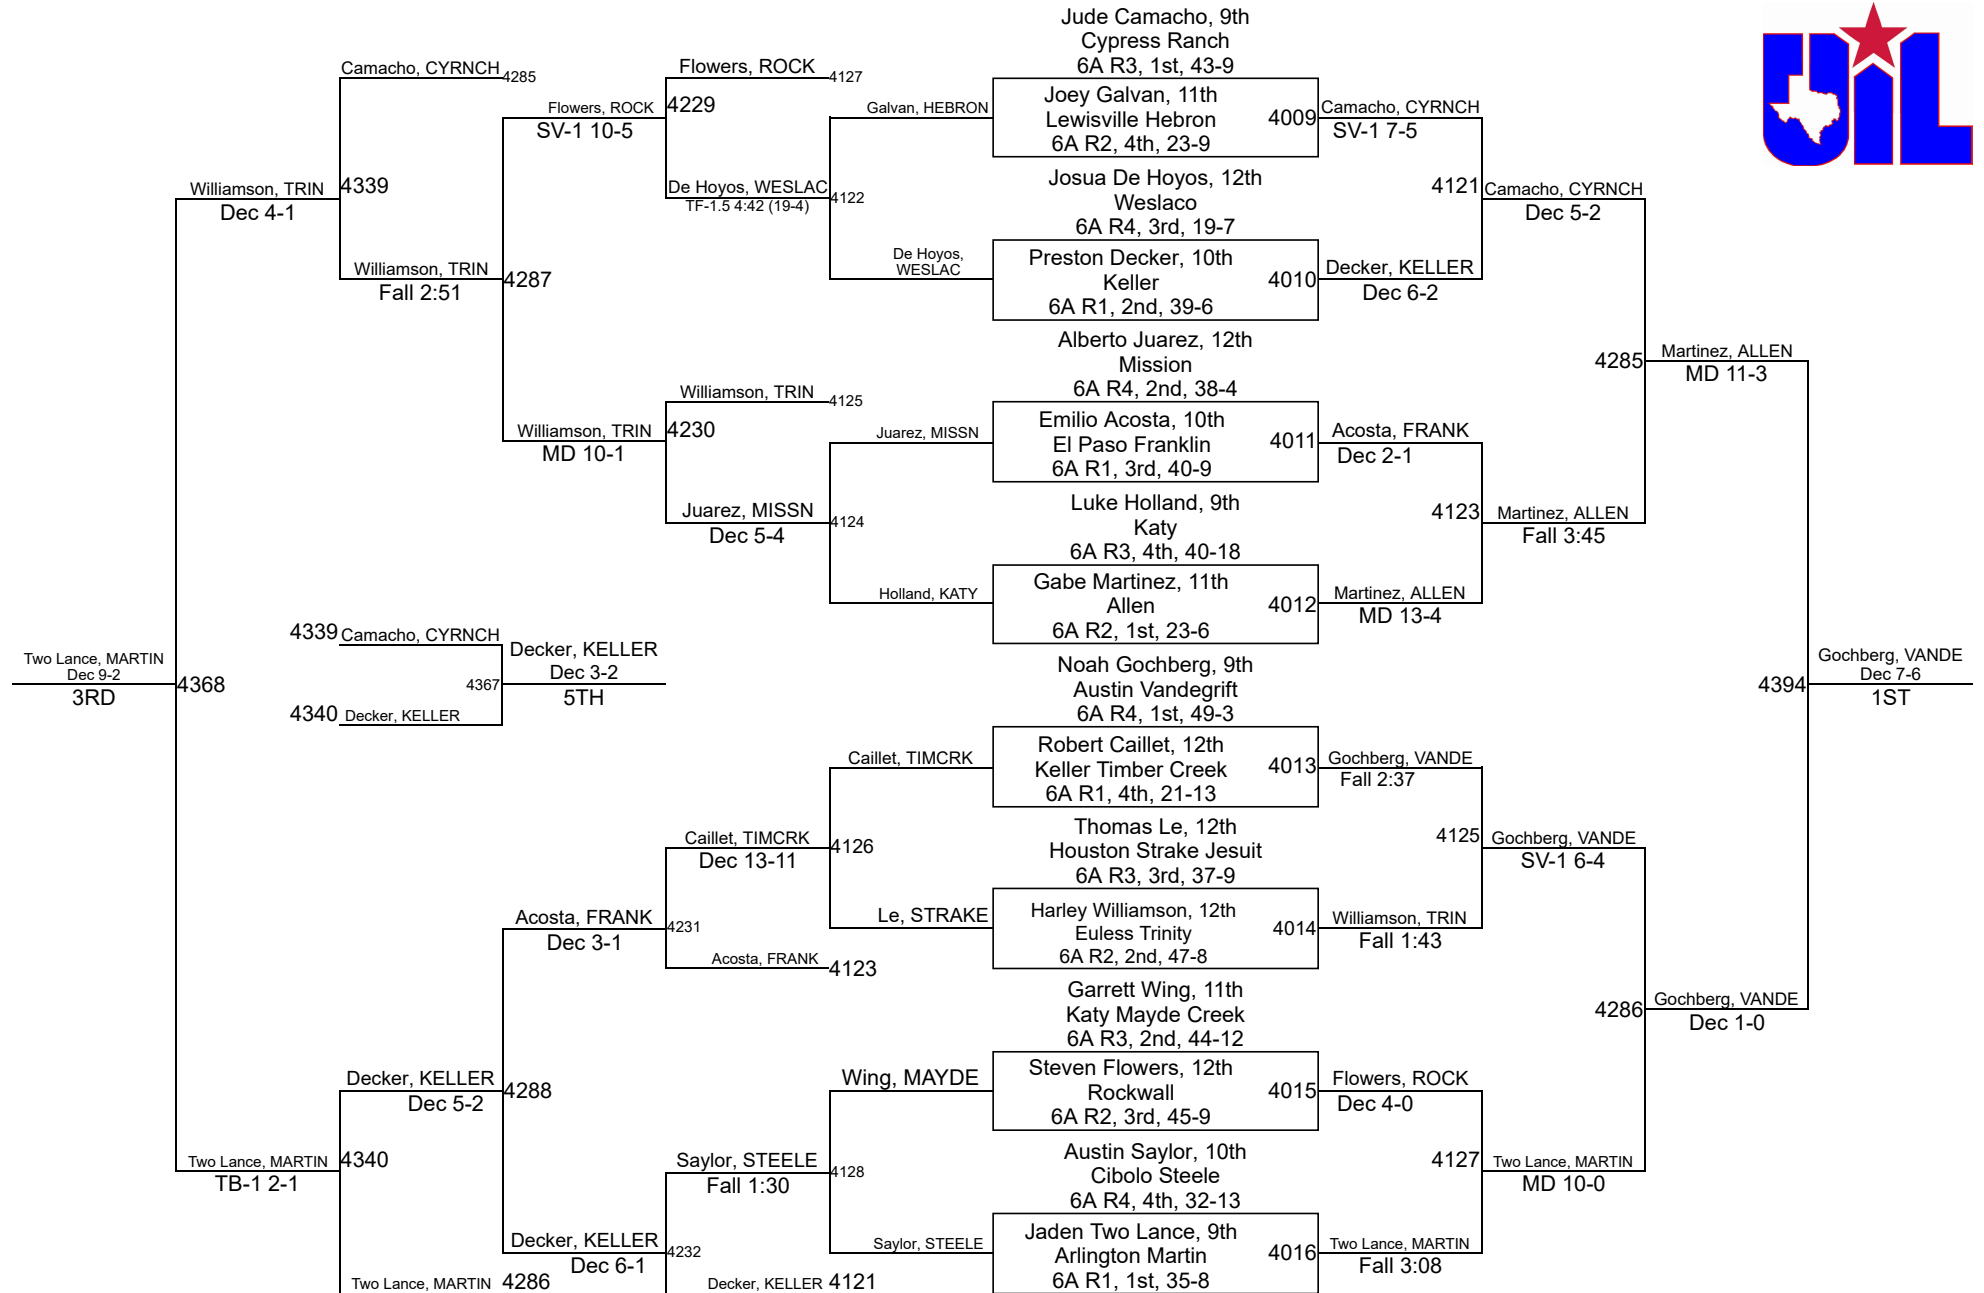 Jude Camacho, 9th
Cypress Ranch
6A R3, 1st, 43-9
UIL
Camacho, CYRNCH 4285
Flowers, ROCK 4127
Flowers, ROCK 4229
SV-1 10-5
Galvan, HEBRON
Joey Galvan, 11th
Lewisville Hebron
6A R2, 4th, 23-9
4009
Camacho, CYRNCH
SV-1 7-5
Williamson, TRIN 4339
Dec 4-1
De Hoyos, WESLAC 4122
TF-1.5 4:42 (19-4)
Josua De Hoyos, 12th
Weslaco
6A R4, 3rd, 19-7
4121
Camacho, CYRNCH
Dec 5-2
Williamson, TRIN 4287
Fall 2:51
De Hoyos,
WESLAC
Preston Decker, 10th
Keller
6A R1, 2nd, 39-6
4010
Decker, KELLER
Dec 6-2
Alberto Juarez, 12th
Mission
6A R4, 2nd, 38-4
4285
Martinez, ALLEN
MD 11-3
Williamson, TRIN 4125
Williamson, TRIN 4230
MD 10-1
Juarez, MISSN
Emilio Acosta, 10th
El Paso Franklin
6A R1, 3rd, 40-9
4011
Acosta, FRANK
Dec 2-1
Juarez, MISSN 4124
Dec 5-4
Luke Holland, 9th
Katy
6A R3, 4th, 40-18
4123
Martinez, ALLEN
Fall 3:45
Holland, KATY
Gabe Martinez, 11th
Allen
6A R2, 1st, 23-6
4012
Martinez, ALLEN
MD 13-4
4339 Camacho, CYRNCH
Decker, KELLER
Dec 3-2
4367
5TH
4340 Decker, KELLER
Two Lance, MARTIN
Dec 9-2
3RD
4368
Noah Gochberg, 9th
Austin Vandegrift
6A R4, 1st, 49-3
4394
Gochberg, VANDE
Dec 7-6
1ST
Caillet, TIMCRK
Robert Caillet, 12th
Keller Timber Creek
6A R1, 4th, 21-13
4013
Gochberg, VANDE
Fall 2:37
Caillet, TIMCRK 4126
Dec 13-11
Thomas Le, 12th
Houston Strake Jesuit
6A R3, 3rd, 37-9
4125
Gochberg, VANDE
SV-1 6-4
Acosta, FRANK 4231
Dec 3-1
Le, STRAKE
Harley Williamson, 12th
Euless Trinity
6A R2, 2nd, 47-8
4014
Williamson, TRIN
Fall 1:43
Acosta, FRANK 4123
Garrett Wing, 11th
Katy Mayde Creek
6A R3, 2nd, 44-12
4286
Gochberg, VANDE
Dec 1-0
Decker, KELLER 4288
Dec 5-2
Wing, MAYDE
Steven Flowers, 12th
Rockwall
6A R2, 3rd, 45-9
4015
Flowers, ROCK
Dec 4-0
Two Lance, MARTIN 4340
TB-1 2-1
Saylor, STEELE 4128
Fall 1:30
Austin Saylor, 10th
Cibolo Steele
6A R4, 4th, 32-13
4127
Two Lance, MARTIN
MD 10-0
Decker, KELLER 4232
Dec 6-1
Saylor, STEELE
Jaden Two Lance, 9th
Arlington Martin
6A R1, 1st, 35-8
4016
Two Lance, MARTIN
Fall 3:08
Two Lance, MARTIN 4286
Decker, KELLER 4121